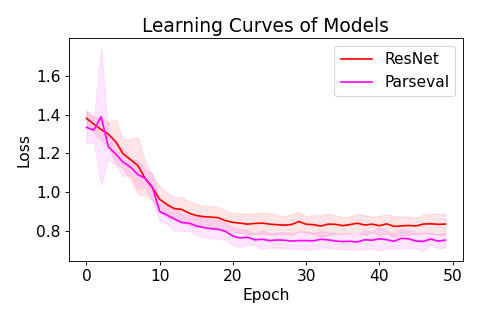 Learning Curves of Models
ResNet
Parseval
Loss
1.6
1.4
1.2
1.0
0.8
0 10 20 30 40 50
Epoch